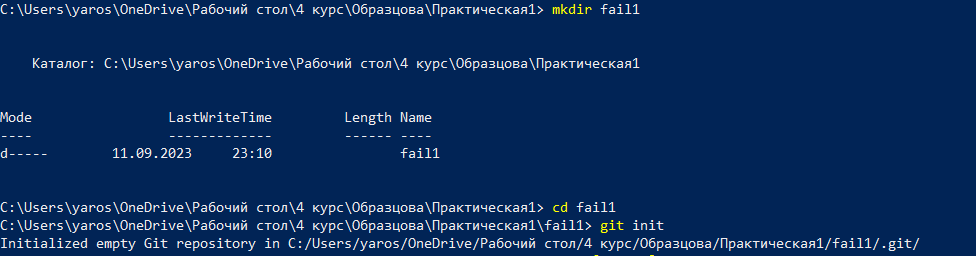 C:\Users\yaros\OneDrive\Рабочий стол\4 курс\Образцова\Практическая1> mkdir fail1
Каталог: C:\Users\yaros\OneDrive\Рабочий стол\4 курс\Образцова\Практическая1
Mode LastWriteTime Length Name
---- ------------- ------ ----
d----- 11.09.2023 23:10 fail1
C:\Users\yaros\OneDrive\Рабочий стол\4 курс\Образцова\Практическая1> cd fail1
C:\Users\yaros\OneDrive\Рабочий стол\4 курс\Образцова\Практическая1\fail1> git init
Initialized empty Git repository in C:/Users/yaros/OneDrive/Рабочий стол/4 курс/Образцова/Практическая1/fail1/.git/